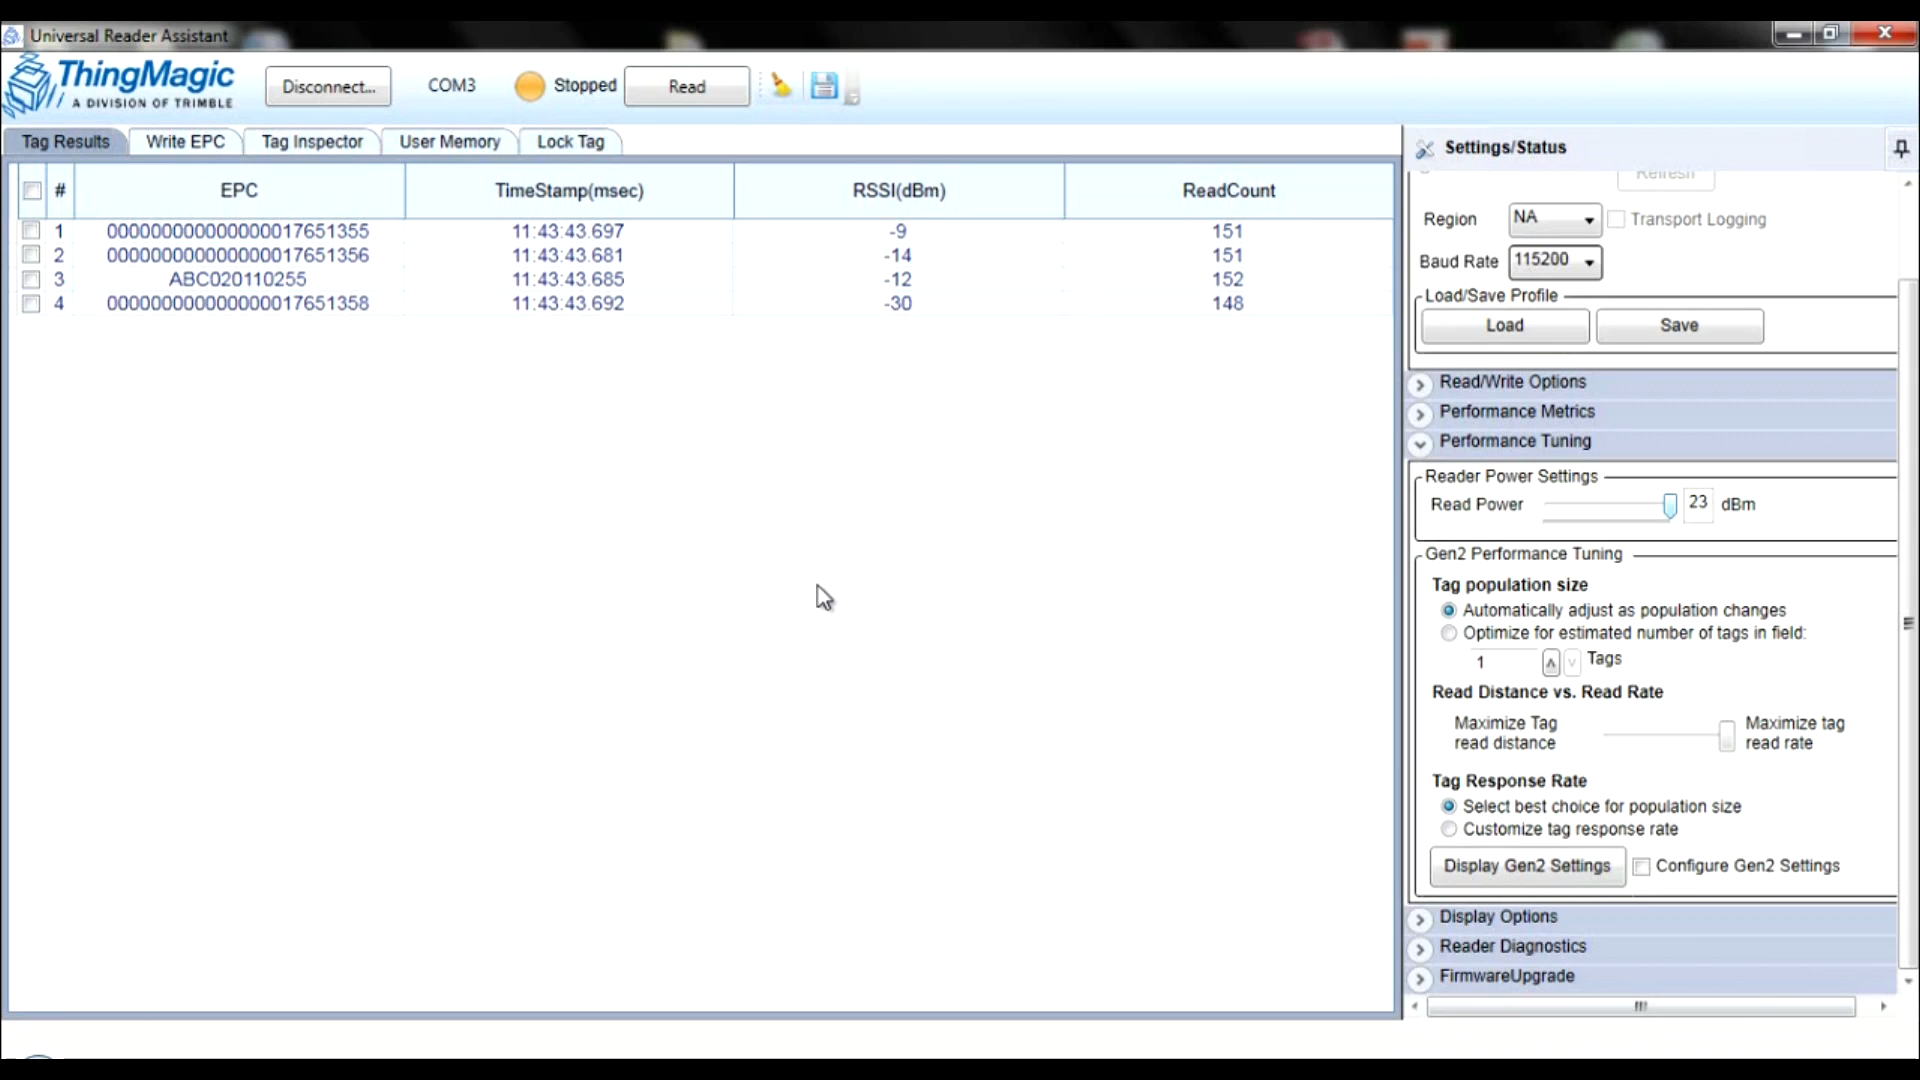 Universal Reader Assistant
ThingMagic
A DIVISION OF TRIMBLE
Disconnect... COM3 Stopped Read
Tag Results Write EPC Tag Inspector User Memory Lock Tag
# EPC TimeStamp(msec) RSSI(dBm) ReadCount
1 000000000000000017651355 11:43:43.697 -9 151
2 000000000000000017651356 11:43:43.681 -14 151
3 ABC020110255 11:43:43.685 -12 152
4 000000000000000017651358 11:43:43.692 -30 148
Settings/Status
Refresh
Region NA Transport Logging
Baud Rate 115200
Load/Save Profile
Load Save
Read/Write Options
Performance Metrics
Performance Tuning
Reader Power Settings
Read Power 23 dBm
Gen2 Performance Tuning
Tag population size
Automatically adjust as population changes
Optimize for estimated number of tags in field:
1 Tags
Read Distance vs. Read Rate
Maximize Tag read distance
Maximize tag read rate
Tag Response Rate
Select best choice for population size
Customize tag response rate
Display Gen2 Settings Configure Gen2 Settings
Display Options
Reader Diagnostics
FirmwareUpgrade